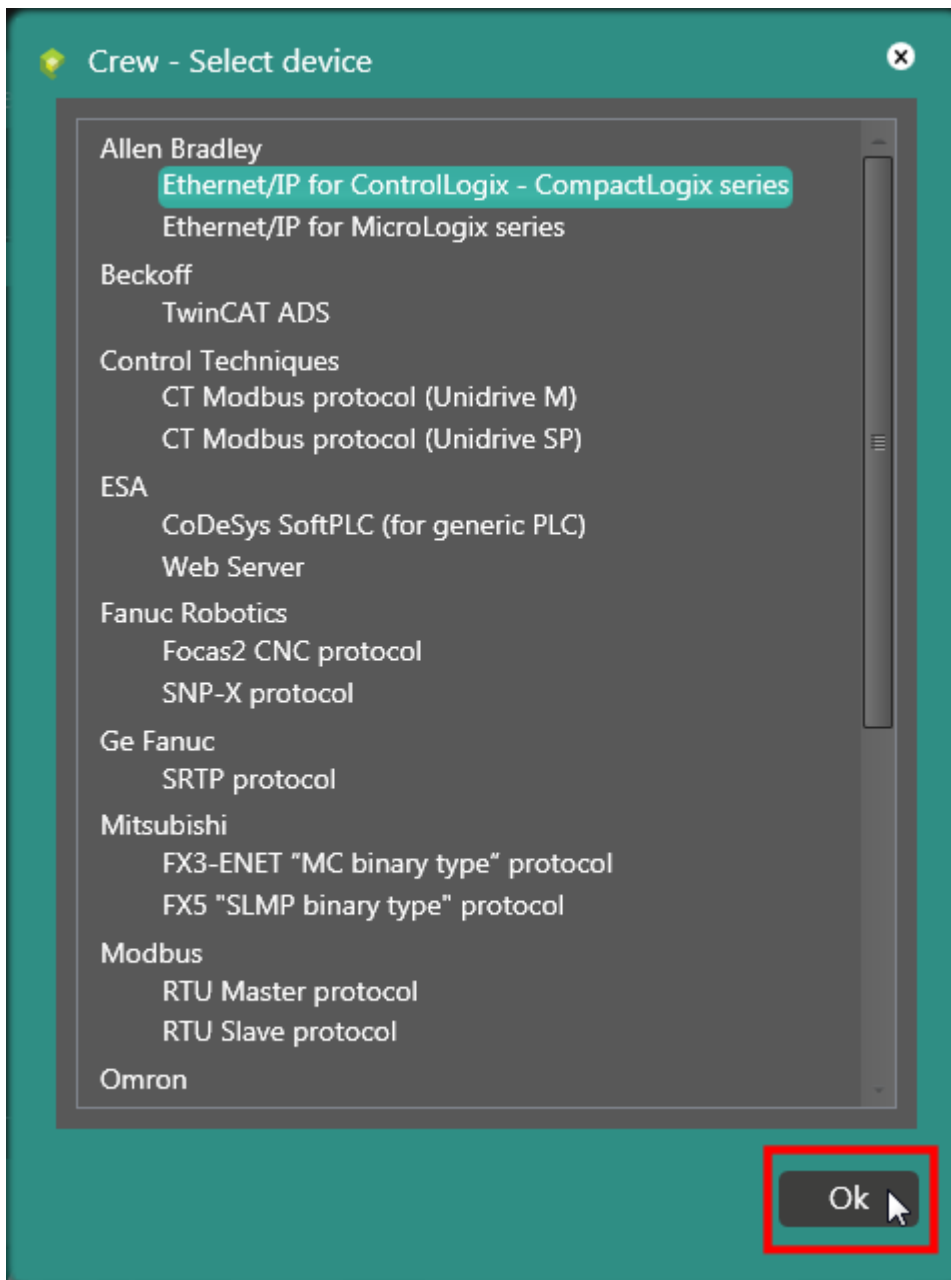 Crew - Select device
Allen Bradley
Ethernet/IP for ControlLogix - CompactLogix series
Ethernet/IP for MicroLogix series
Beckoff
TwinCAT ADS
Control Techniques
CT Modbus protocol (Unidrive M)
CT Modbus protocol (Unidrive SP)
ESA
CoDeSys SoftPLC (for generic PLC)
Web Server
Fanuc Robotics
Focas2 CNC protocol
SNP-X protocol
Ge Fanuc
SRTP protocol
Mitsubishi
FX3-ENET “MC binary type“ protocol
FX5 "SLMP binary type" protocol
Modbus
RTU Master protocol
RTU Slave protocol
Omron
Ok